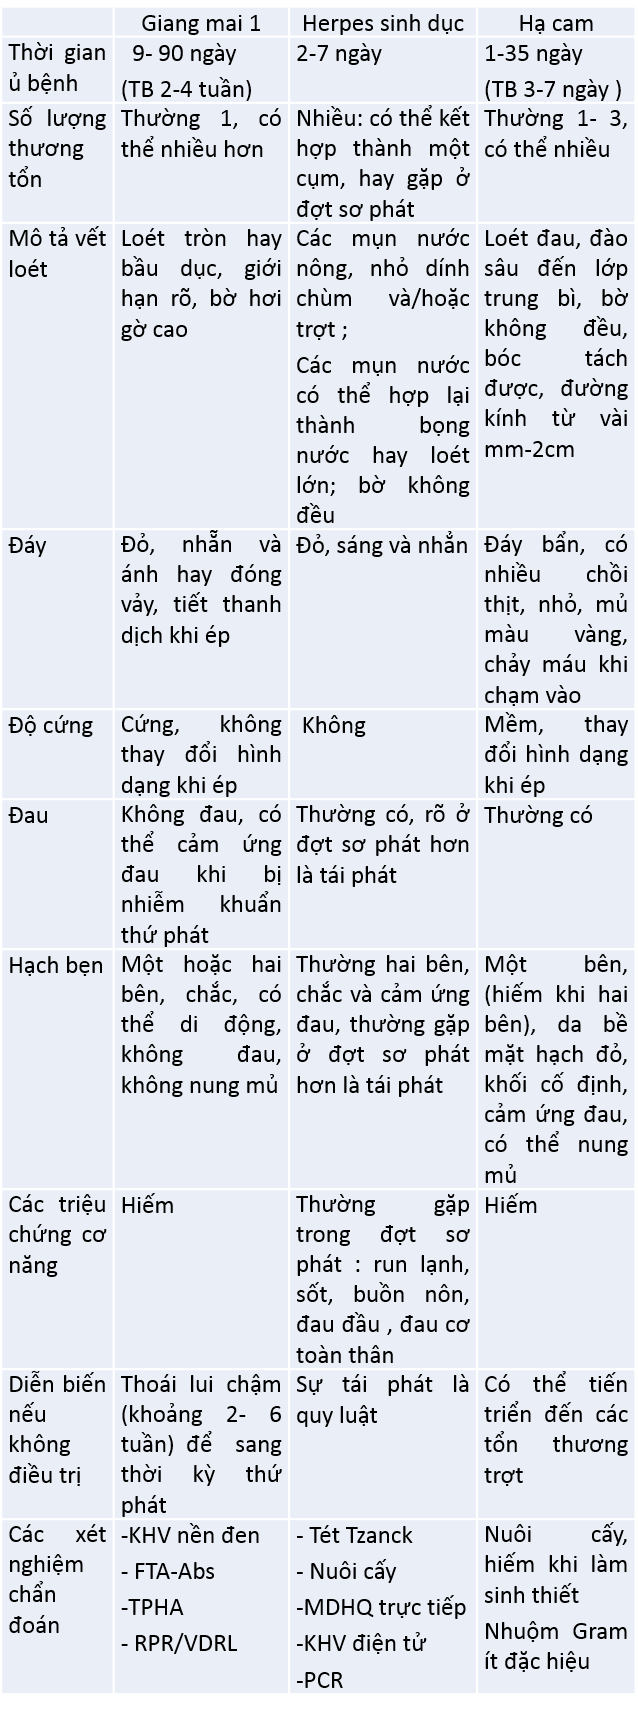 Giang mai 1
Herpes sinh dục
Hạ cam
Thời gian
ủ bệnh
9- 90 ngày
(TB 2-4 tuần)
2-7 ngày
1-35 ngày
(TB 3-7 ngày )
Số lượng
thương
tổn
Thường 1, có
thể nhiều hơn
Nhiều: có thể kết
hợp thành một
cụm, hay gặp ở
đợt sơ phát
Thường 1- 3,
có thể nhiều
Mô tả vết
loét
Loét tròn hay
bầu dục, giới
hạn rõ, bờ hơi
gờ cao
Các mụn nước
nông, nhỏ dính
chùm và/hoặc
trợt ;
Các mụn nước
có thể hợp lại
thành bọng
nước hay loét
lớn; bờ không
đều
Loét đau, đào
sâu đến lớp
trung bì, bờ
không đều,
bóc tách
được, đường
kính từ vài
mm-2cm
Đáy
Đỏ, nhẵn và
ánh hay đóng
vảy, tiết thanh
dịch khi ép
Đỏ, sáng và nhẳn
Đáy bẩn, có
nhiều chồi
thịt, nhỏ, mủ
màu vàng,
chảy máu khi
chạm vào
Độ cứng
Cứng, không
thay đổi hình
dạng khi ép
Không
Mềm, thay
đổi hình dạng
khi ép
Đau
Không đau, có
thể cảm ứng
đau khi bị
nhiễm khuẩn
thứ phát
Thường có, rõ ở
đợt sơ phát hơn
là tái phát
Thường có
Hạch bẹn
Một hoặc hai
bên, chắc, có
thể di động,
không đau,
không nung mủ
Thường hai bên,
chắc và cảm ứng
đau, thường gặp
ở đợt sơ phát
hơn là tái phát
Một bên,
(hiếm khi hai
bên), da bề
mặt hạch đỏ,
khối cố định,
cảm ứng đau,
có thể nung
mủ
Các triệu
chứng cơ
năng
Hiếm
Thường gặp
trong đợt sơ
phát : run lạnh,
sốt, buồn nôn,
đau đầu , đau cơ
toàn thân
Hiếm
Diễn biến
nếu
không
điều trị
Thoái lui chậm
(khoảng 2- 6
tuần) để sang
thời kỳ thứ
phát
Sự tái phát là
quy luật
Có thể tiến
triển đến các
tổn thương
trợt
Các xét
nghiệm
chẩn
đoán
-KHV nền đen
- FTA-Abs
-TPHA
- RPR/VDRL
- Tét Tzanck
- Nuôi cấy
-MDHQ trực tiếp
-KHV điện tử
-PCR
Nuôi cấy,
hiếm khi làm
sinh thiết
Nhuộm Gram
ít đặc hiệu